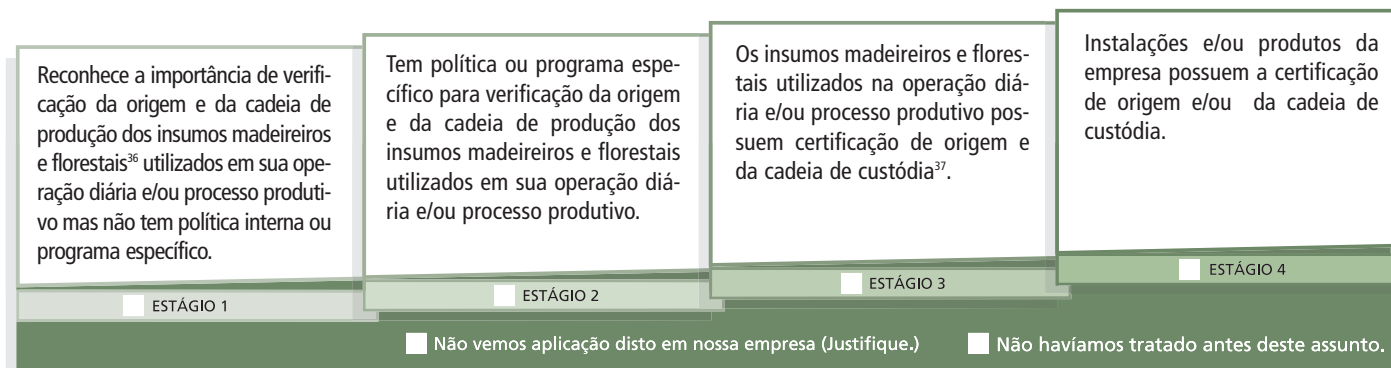 Reconhece a importância de verifi-
cação da origem e da cadeia de
produção dos insumos madeireiros
e florestais36 utilizados em sua ope-
ração diária e/ou processo produti-
vo mas não tem política interna ou
programa específico.
ESTÁGIO 1
Tem política ou programa espe-
cífico para verificação da origem
e da cadeia de produção dos
insumos madeireiros e florestais
utilizados em sua operação diá-
ria e/ou processo produtivo.
ESTÁGIO 2
Os insumos madeireiros e flores-
tais utilizados na operação diá-
ria e/ou processo produtivo pos-
suem certificação de origem e
da cadeia de custódia37.
ESTÁGIO 3
Instalações e/ou produtos da
empresa possuem a certificação
de origem e/ou da cadeia de
custódia.
ESTÁGIO 4
Não vemos aplicação disto em nossa empresa (Justifique.)
Não havíamos tratado antes deste assunto.